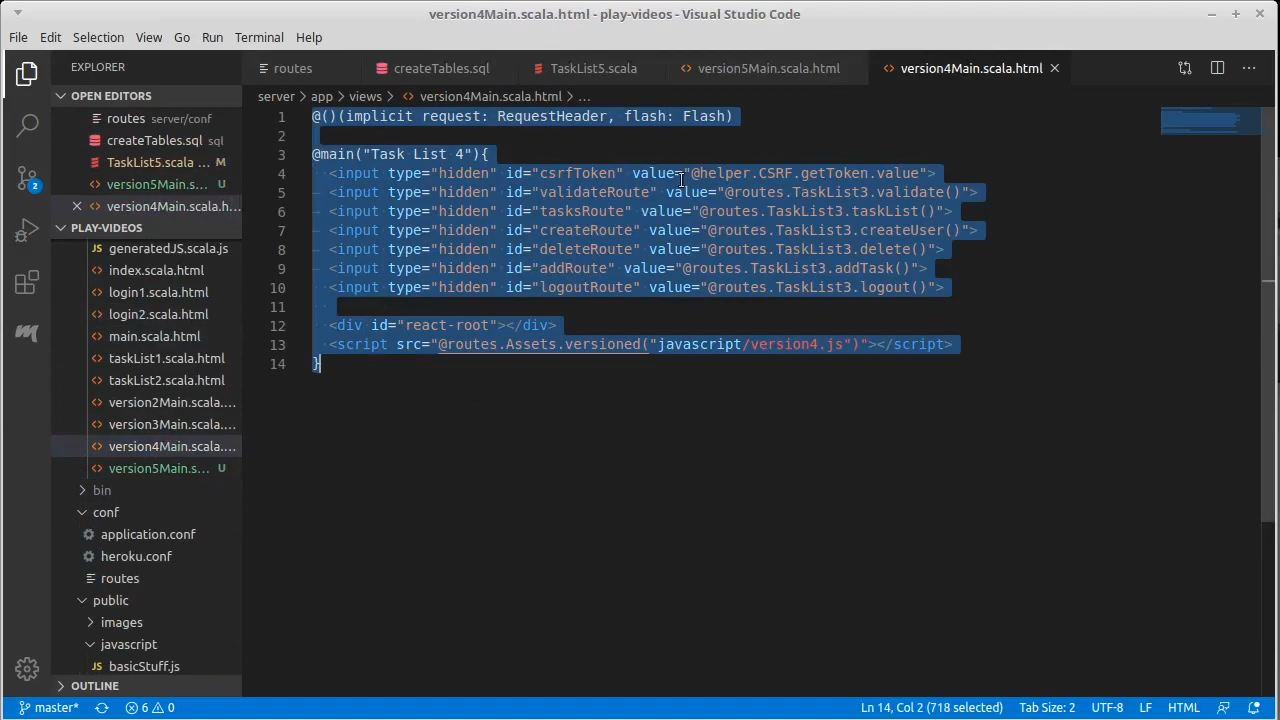 version4Main.scala.html - play-videos - Visual Studio Code
File Edit Selection View Go Run Terminal Help
EXPLORER
routes
createTables.sql
TaskList5.scala
version5Main.scala.html
version4Main.scala.html
OPEN EDITORS
server app views version4Main.scala.html ...
routes server/conf
createTables.sql
TaskList5.scala ... M
version5Main.s... U
version4Main.scala.h...
PLAY-VIDEOS
generatedJS.scala.js
index.scala.html
login1.scala.html
login2.scala.html
main.scala.html
taskList1.scala.html
taskList2.scala.html
version2Main.scala....
version3Main.scala....
version4Main.scala....
version5Main.s... U
bin
conf
application.conf
heroku.conf
routes
public
images
javascript
basicStuff.js
OUTLINE
2
1 @()(implicit request: RequestHeader, flash: Flash)
2
3 @main("Task List 4"){
4 <input type="hidden" id="csrfToken" value="@helper.CSRF.getToken.value">
5 <input type="hidden" id="validateRoute" value="@routes.TaskList3.validate()">
6 <input type="hidden" id="tasksRoute" value="@routes.TaskList3.taskList()">
7 <input type="hidden" id="createRoute" value="@routes.TaskList3.createUser()">
8 <input type="hidden" id="deleteRoute" value="@routes.TaskList3.delete()">
9 <input type="hidden" id="addRoute" value="@routes.TaskList3.addTask()">
10 <input type="hidden" id="logoutRoute" value="@routes.TaskList3.logout()">
11
12 <div id="react-root"></div>
13 <script src="@routes.Assets.versioned("javascript/version4.js")"></script>
14 }
master* 6 0 Ln 14, Col 2 (718 selected) Tab Size: 2 UTF-8 LF HTML